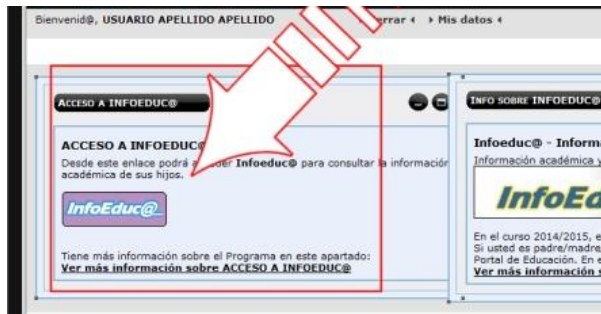 Bienvenid@, USUARIO APELLIDO APELLIDO
errar
Mis datos
ACCESO A INFOEDUC@
ACCESO A INFOEDUC
Desde este enlace podrá Infoeduc@ para consultar la información
académica de sus hijos.
InfoEduc@
Tiene más información sobre el Programa en este apartado:
Ver más información sobre ACCESO A INFOEDUC@
INFO SOBRE INFOEDUC@
Infoeduc@ - Informa
Información académica y
InfoEd
En el curso 2014/2015, e
Si usted es padre/madre
Portal de Educación. En e
Ver más información s